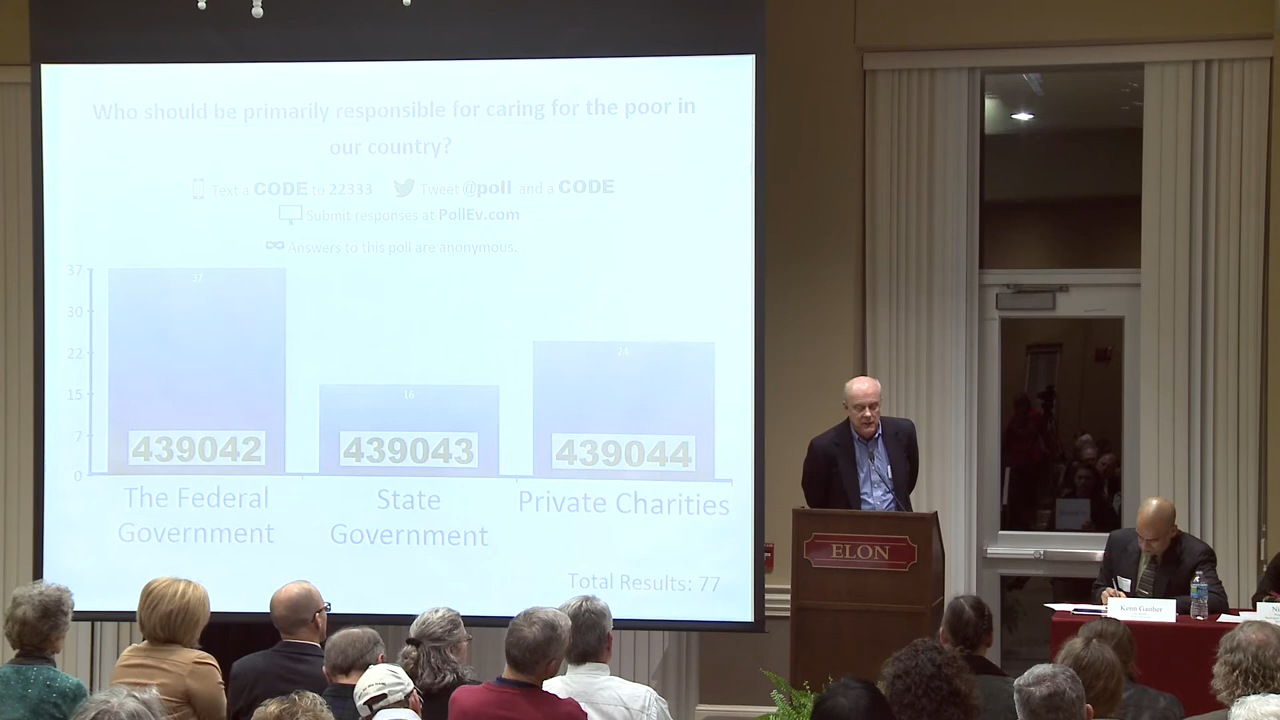 Who should be primarily responsible for caring for the poor in
our country?
Text a CODE to 22333 Tweet @poll and a CODE
Submit responses at PollEv.com
Answers to this poll are anonymous.
37
30
22
15
7
0
37
16
24
439042
439043
439044
The Federal
Government
State
Government
Private Charities
Total Results: 77
ELON
Kenn Gaither